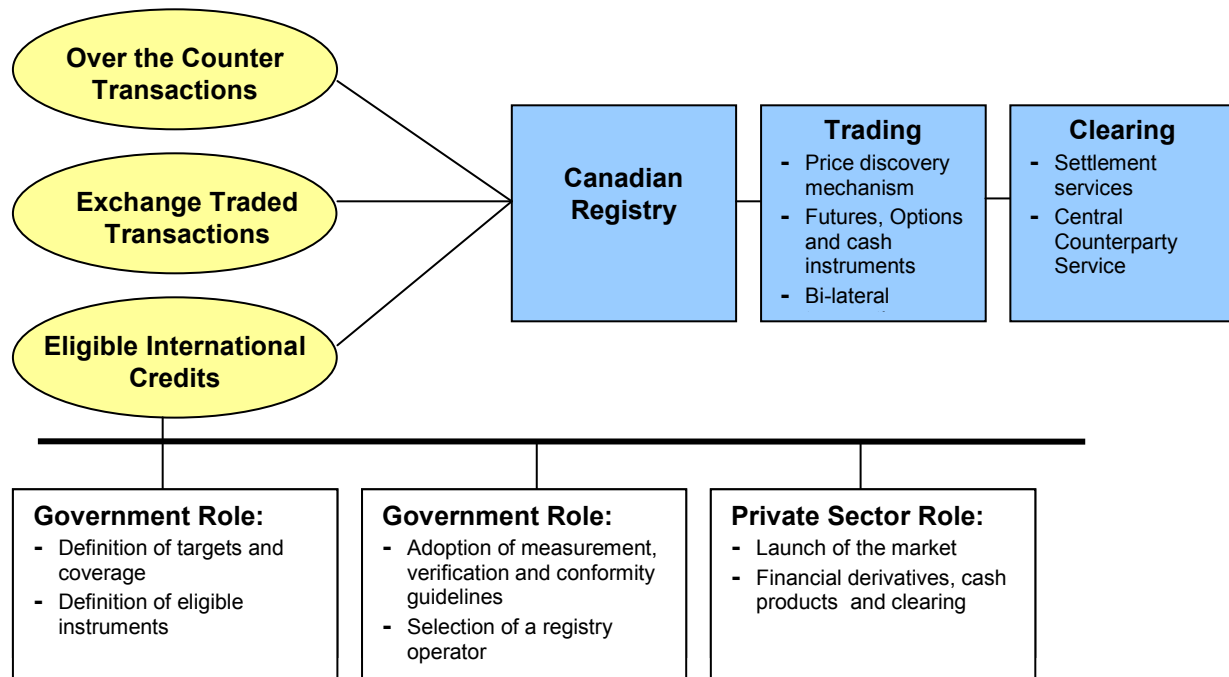 Over the Counter
Transactions
Exchange Traded
Transactions
Eligible International
Credits
Canadian
Registry
Trading
- Price discovery
mechanism
- Futures, Options
and cash
instruments
- Bi-lateral
Clearing
- Settlement
services
- Central
Counterparty
Service
Government Role:
- Definition of targets and
coverage
- Definition of eligible
instruments
Government Role:
- Adoption of measurement,
verification and conformity
guidelines
- Selection of a registry
operator
Private Sector Role:
- Launch of the market
- Financial derivatives, cash
products and clearing